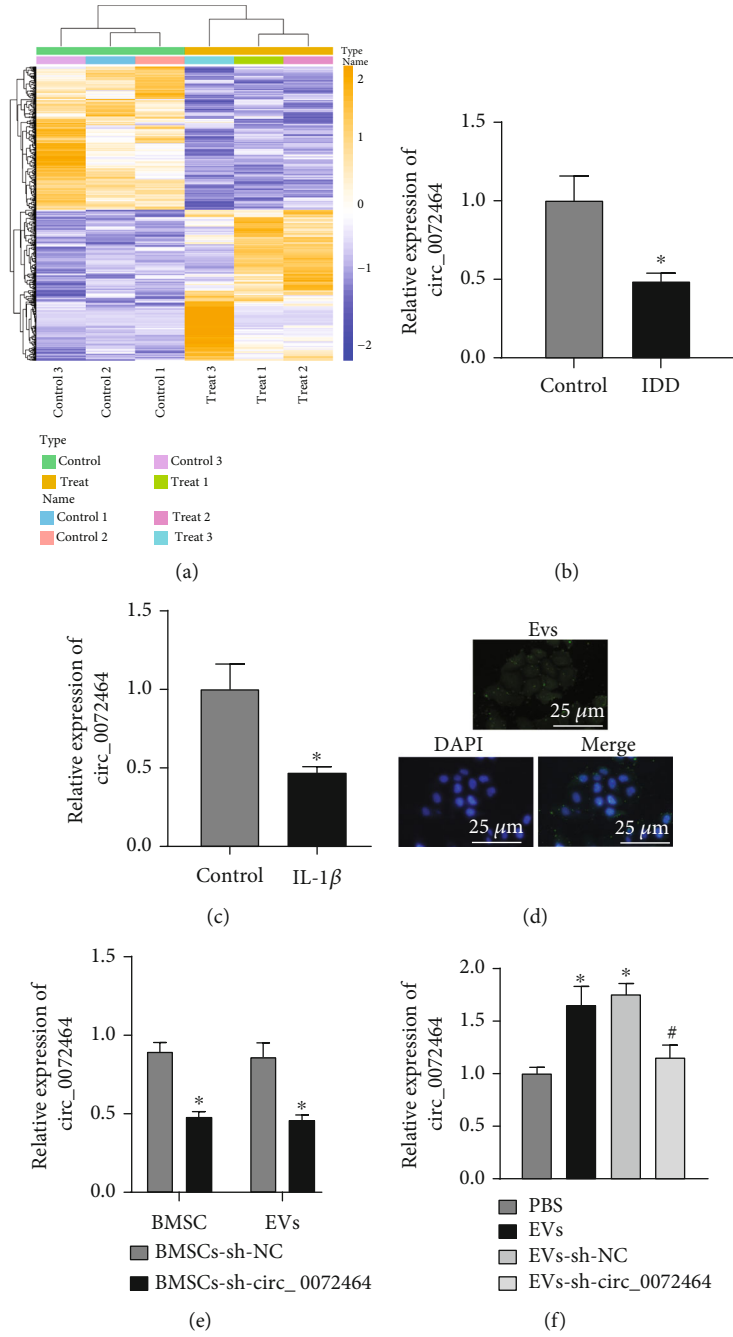 Type
Name
2
1
0
−1
−2
Control 3
Control 2
Control 1
Treat 3
Treat 1
Treat 2
Type
Control
Control 3
Treat
Treat 1
Name
Control 1
Treat 2
Control 2
Treat 3
(a)
Relative expression of
circ_0072464
1.5
1.0
0.5
0.0
*
Control
IDD
(b)
Relative expression of
circ_0072464
1.5
1.0
0.5
0.0
*
Control
IL-1β
(c)
Evs
25 μm
DAPI
Merge
25 μm
25 μm
(d)
Relative expression of
circ_0072464
1.5
1.0
0.5
0.0
*
*
BMSC
EVs
BMSCs-sh-NC
BMSCs-sh-circ_ 0072464
(e)
Relative expression of
circ_0072464
2.0
1.5
1.0
0.5
0.0
*
*
#
PBS
EVs
EVs-sh-NC
EVs-sh-circ_0072464
(f)